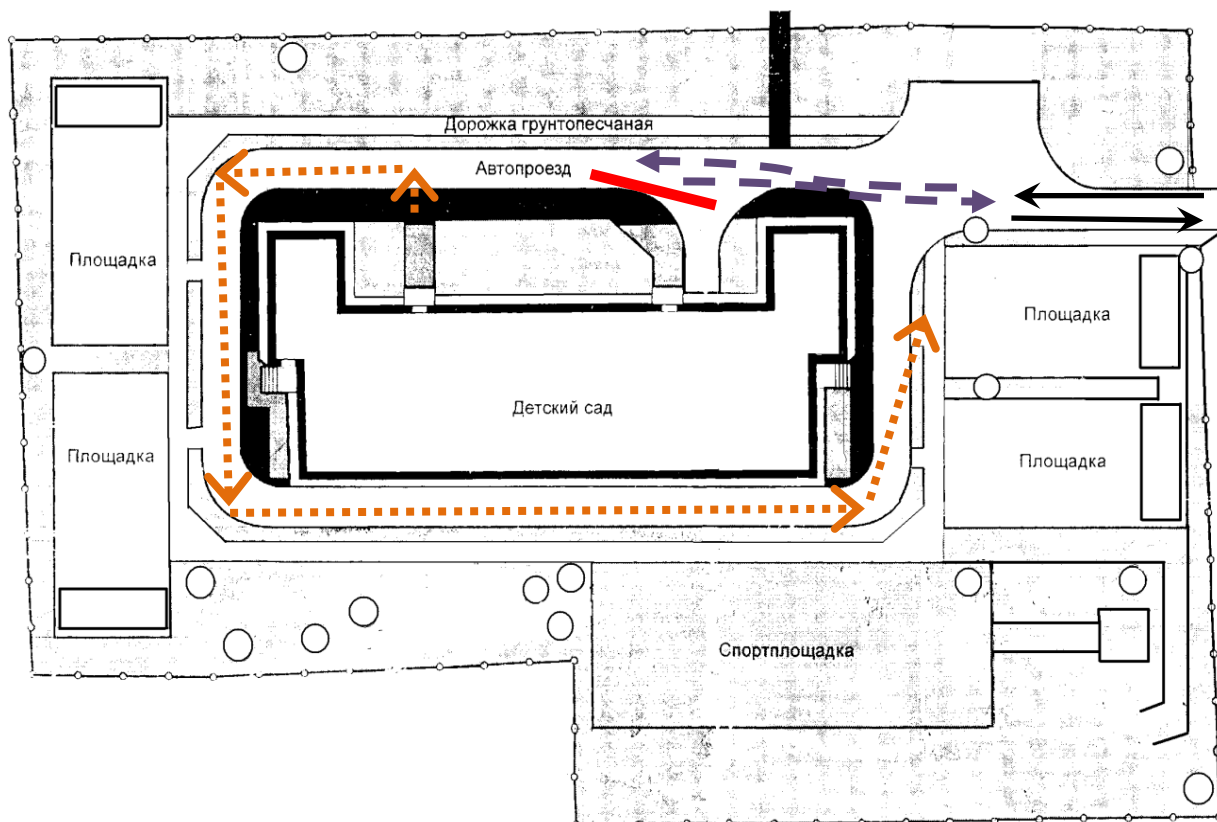 Дорожка грунтопесчаная
Автопроезд
Площадка
Площадка
Детский сад
Площадка
Площадка
Спортплощадка